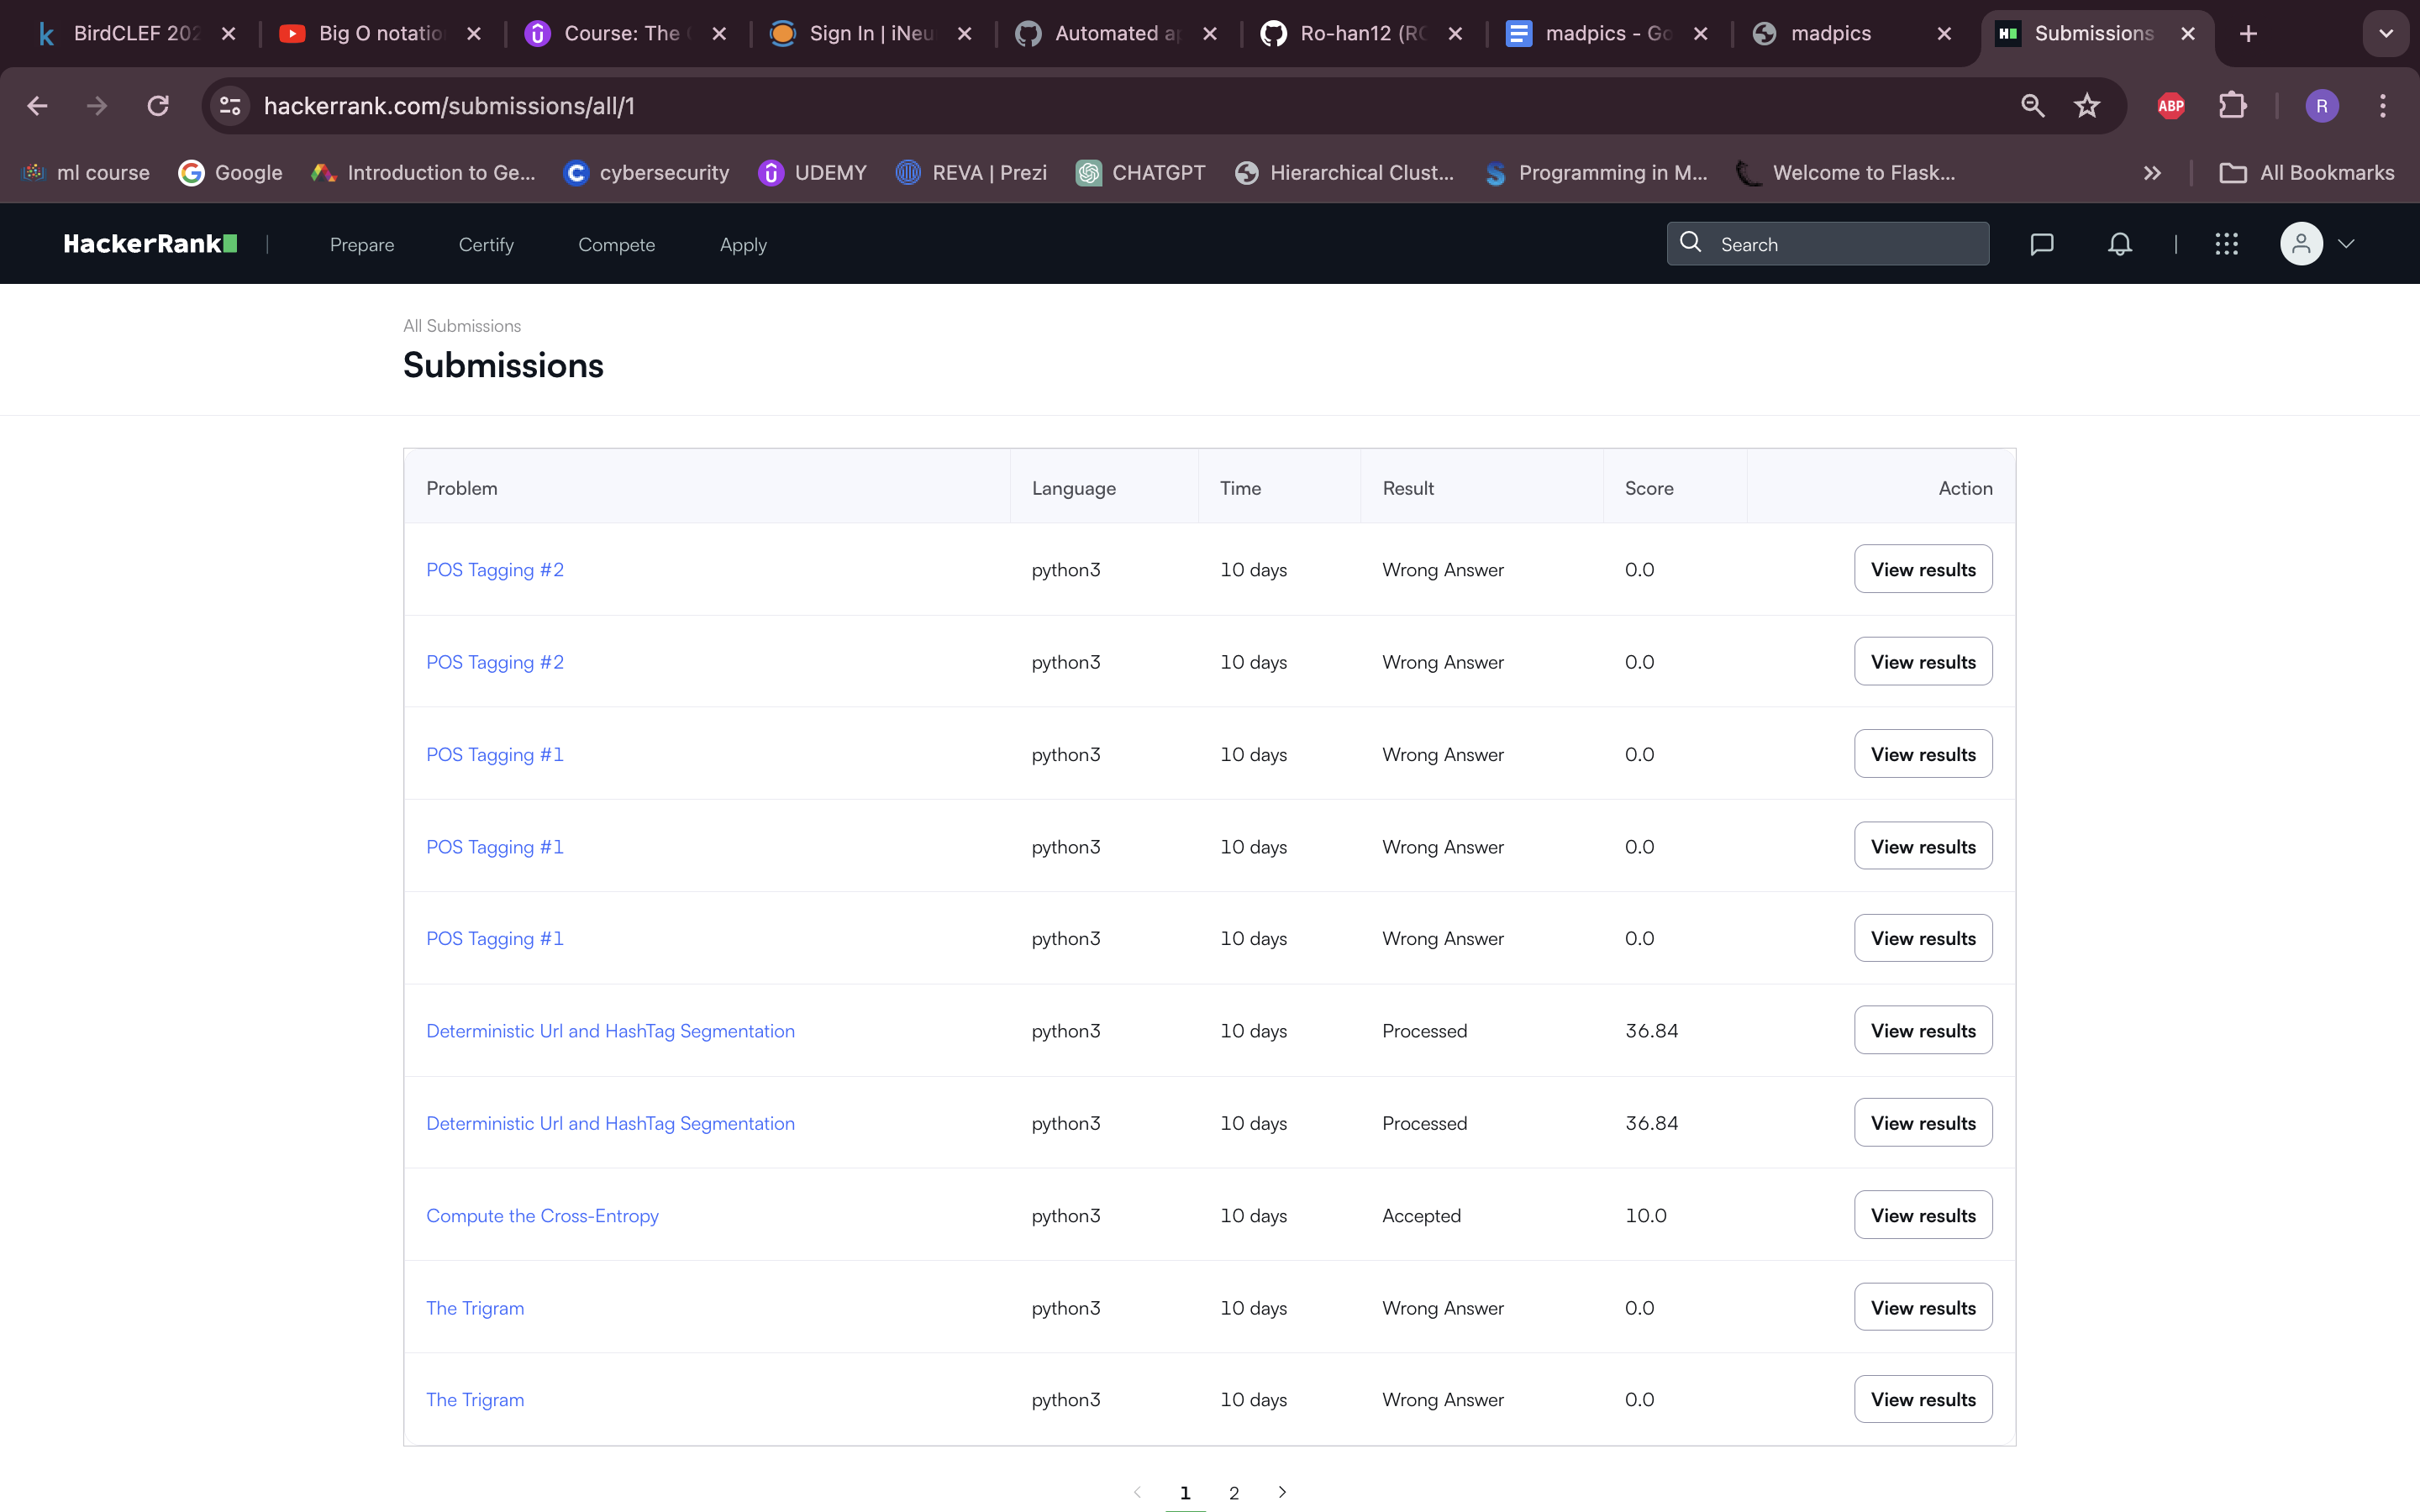 BirdCLEF 202
Big O notatio
Course: The
Sign In | iNeu
Automated ap
Ro-han12 (RO
madpics - Go
madpics
Submissions
hackerrank.com/submissions/all/1
ABP
R
ml course
Google
Introduction to Ge...
cybersecurity
UDEMY
REVA | Prezi
CHATGPT
Hierarchical Clust...
Programming in M...
Welcome to Flask...
All Bookmarks
HackerRank
Prepare
Certify
Compete
Apply
Search
All Submissions
Submissions
Problem Language Time Result Score Action
POS Tagging #2 python3 10 days Wrong Answer 0.0 View results
POS Tagging #2 python3 10 days Wrong Answer 0.0 View results
POS Tagging #1 python3 10 days Wrong Answer 0.0 View results
POS Tagging #1 python3 10 days Wrong Answer 0.0 View results
POS Tagging #1 python3 10 days Wrong Answer 0.0 View results
Deterministic Url and HashTag Segmentation python3 10 days Processed 36.84 View results
Deterministic Url and HashTag Segmentation python3 10 days Processed 36.84 View results
Compute the Cross-Entropy python3 10 days Accepted 10.0 View results
The Trigram python3 10 days Wrong Answer 0.0 View results
The Trigram python3 10 days Wrong Answer 0.0 View results
1 2